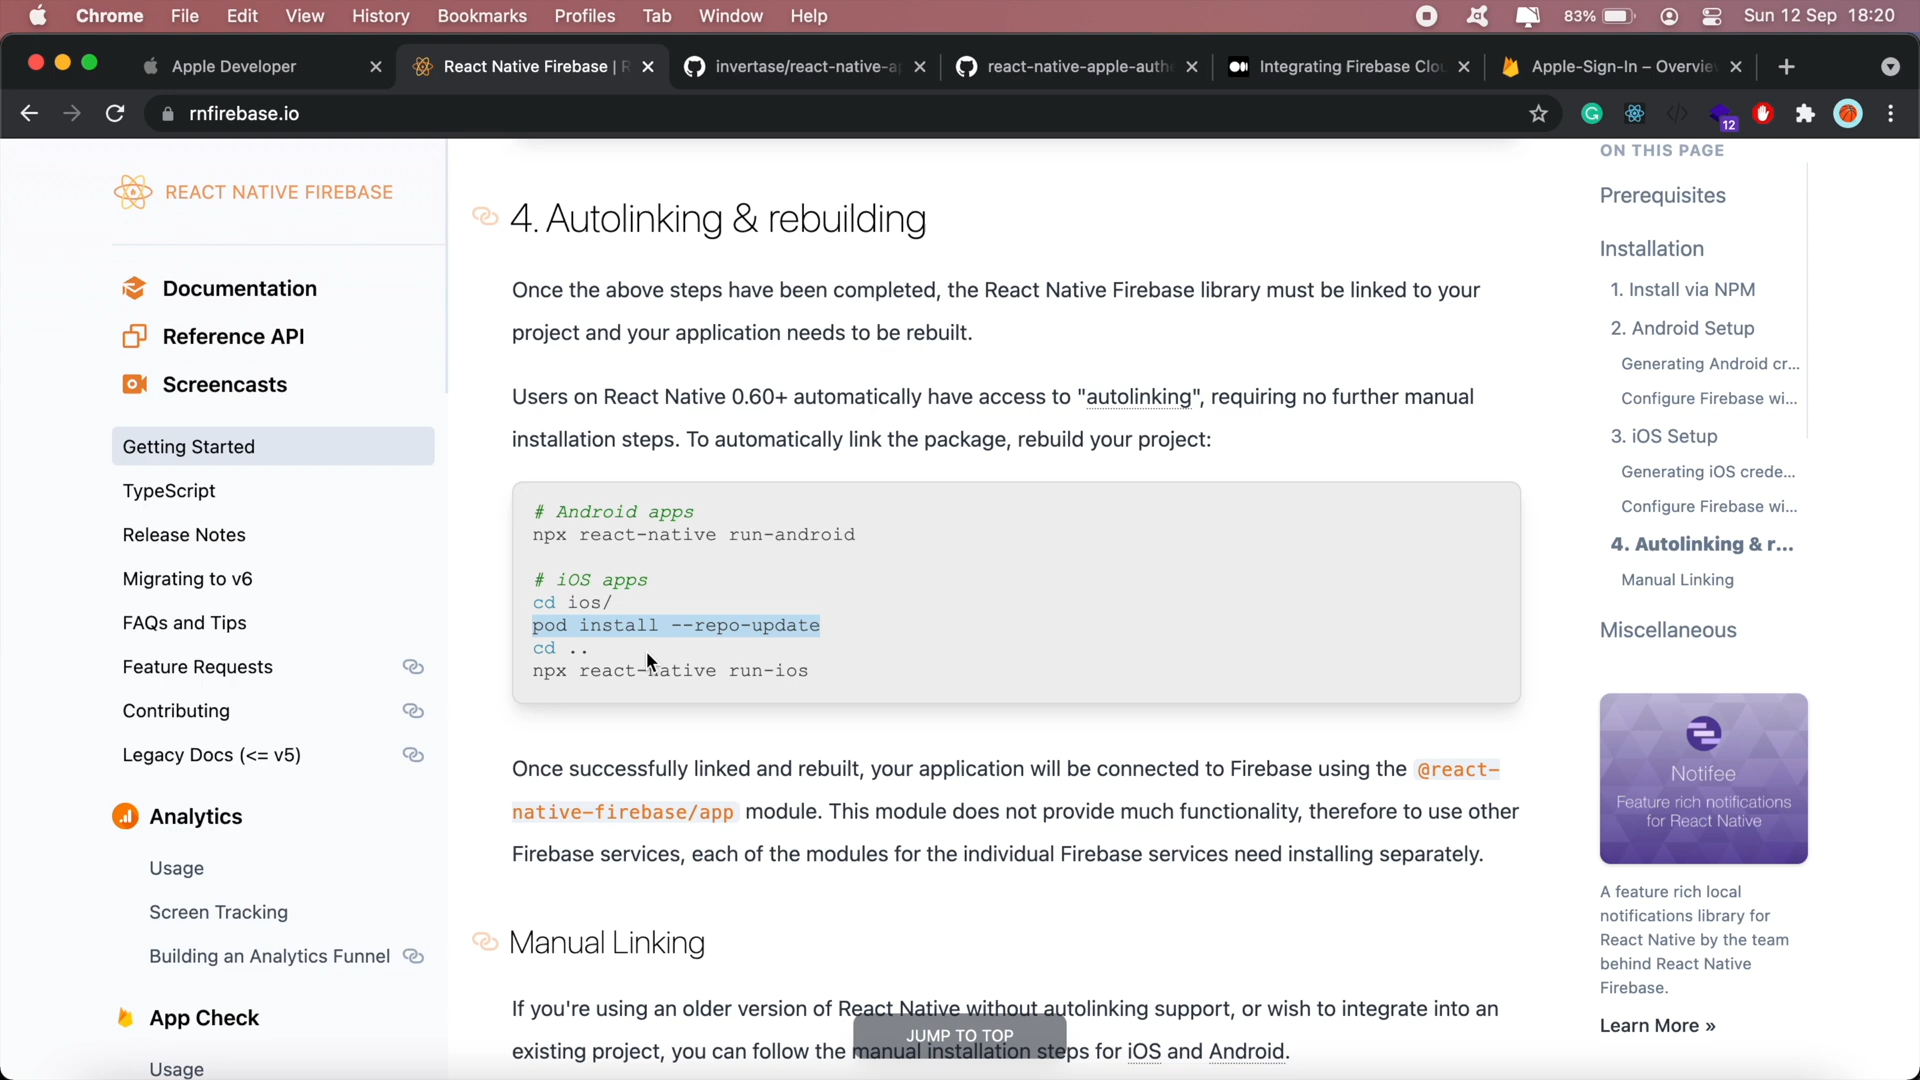 Chrome File Edit View History Bookmarks Profiles Tab Window Help 83% Sun 12 Sep 18:20
Apple Developer React Native Firebase | R invertase/react-native-ap react-native-apple-auth Integrating Firebase Clo Apple-Sign-In – Overvie
rnfirebase.io
12
REACT NATIVE FIREBASE
Documentation
Reference API
Screencasts
Getting Started
TypeScript
Release Notes
Migrating to v6
FAQs and Tips
Feature Requests
Contributing
Legacy Docs (<= v5)
Analytics
Usage
Screen Tracking
Building an Analytics Funnel
App Check
Usage
4. Autolinking & rebuilding
Once the above steps have been completed, the React Native Firebase library must be linked to your
project and your application needs to be rebuilt.
Users on React Native 0.60+ automatically have access to "autolinking", requiring no further manual
installation steps. To automatically link the package, rebuild your project:
# Android apps
npx react-native run-android
# iOS apps
cd ios/
pod install --repo-update
cd ..
npx react-native run-ios
Once successfully linked and rebuilt, your application will be connected to Firebase using the @react-
native-firebase/app module. This module does not provide much functionality, therefore to use other
Firebase services, each of the modules for the individual Firebase services need installing separately.
Manual Linking
If you're using an older version of React Native without autolinking support, or wish to integrate into an
existing project, you can follow the manual installation steps for iOS and Android.
JUMP TO TOP
ON THIS PAGE
Prerequisites
Installation
1. Install via NPM
2. Android Setup
Generating Android cr...
Configure Firebase wi...
3. iOS Setup
Generating iOS crede...
Configure Firebase wi...
4. Autolinking & r...
Manual Linking
Miscellaneous
Notifee
Feature rich notifications
for React Native
A feature rich local
notifications library for
React Native by the team
behind React Native
Firebase.
Learn More »